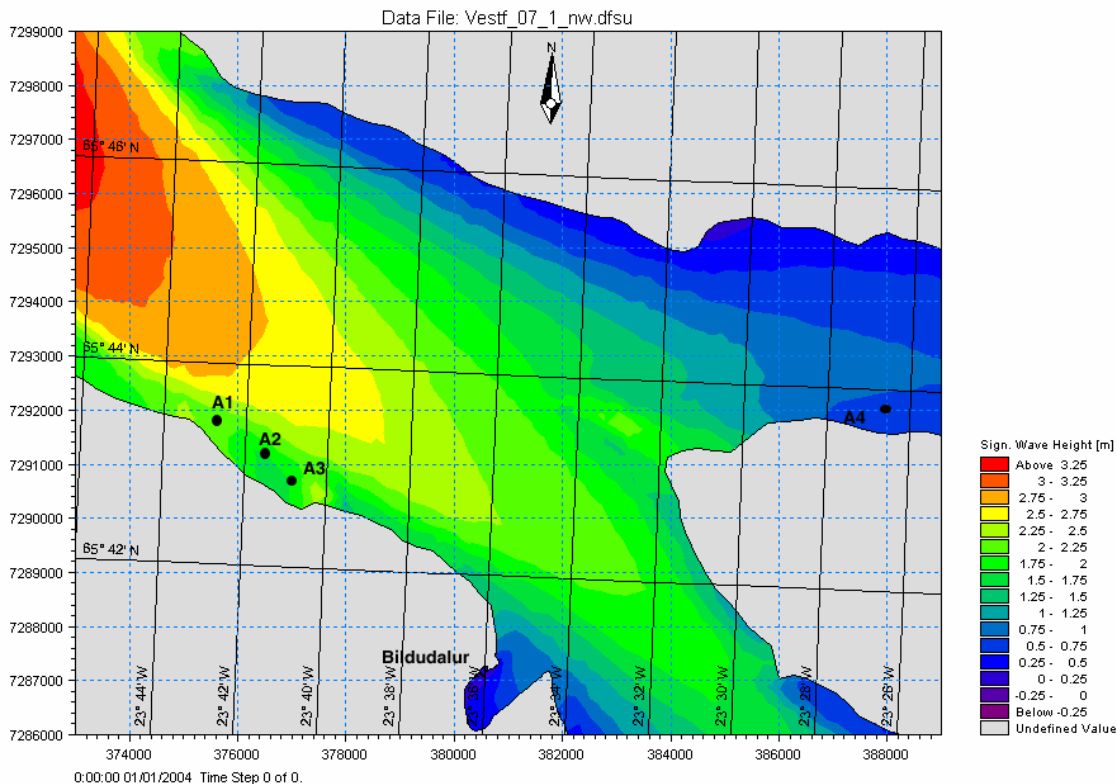 Data File: Vestf_07_1_nw.dfsu
7299000
7298000
7297000
7296000
7295000
7294000
7293000
7292000
7291000
7290000
7289000
7288000
7287000
7286000
N
65° 46' N
65° 44' N
65° 42' N
A1
A2
A3
A4
Bildudalur
23° 44' W
23° 42' W
23° 40' W
23° 38' W
23° 36' W
23° 34' W
23° 32' W
23° 30' W
23° 28' W
23° 26' W
374000
376000
378000
380000
382000
384000
386000
388000
Sign. Wave Height [m]
Above 3.25
3 - 3.25
2.75 - 3
2.5 - 2.75
2.25 - 2.5
2 - 2.25
1.75 - 2
1.5 - 1.75
1.25 - 1.5
1 - 1.25
0.75 - 1
0.5 - 0.75
0.25 - 0.5
0 - 0.25
-0.25 - 0
Below -0.25
Undefined Value
0:00:00 01/01/2004 Time Step 0 of 0.